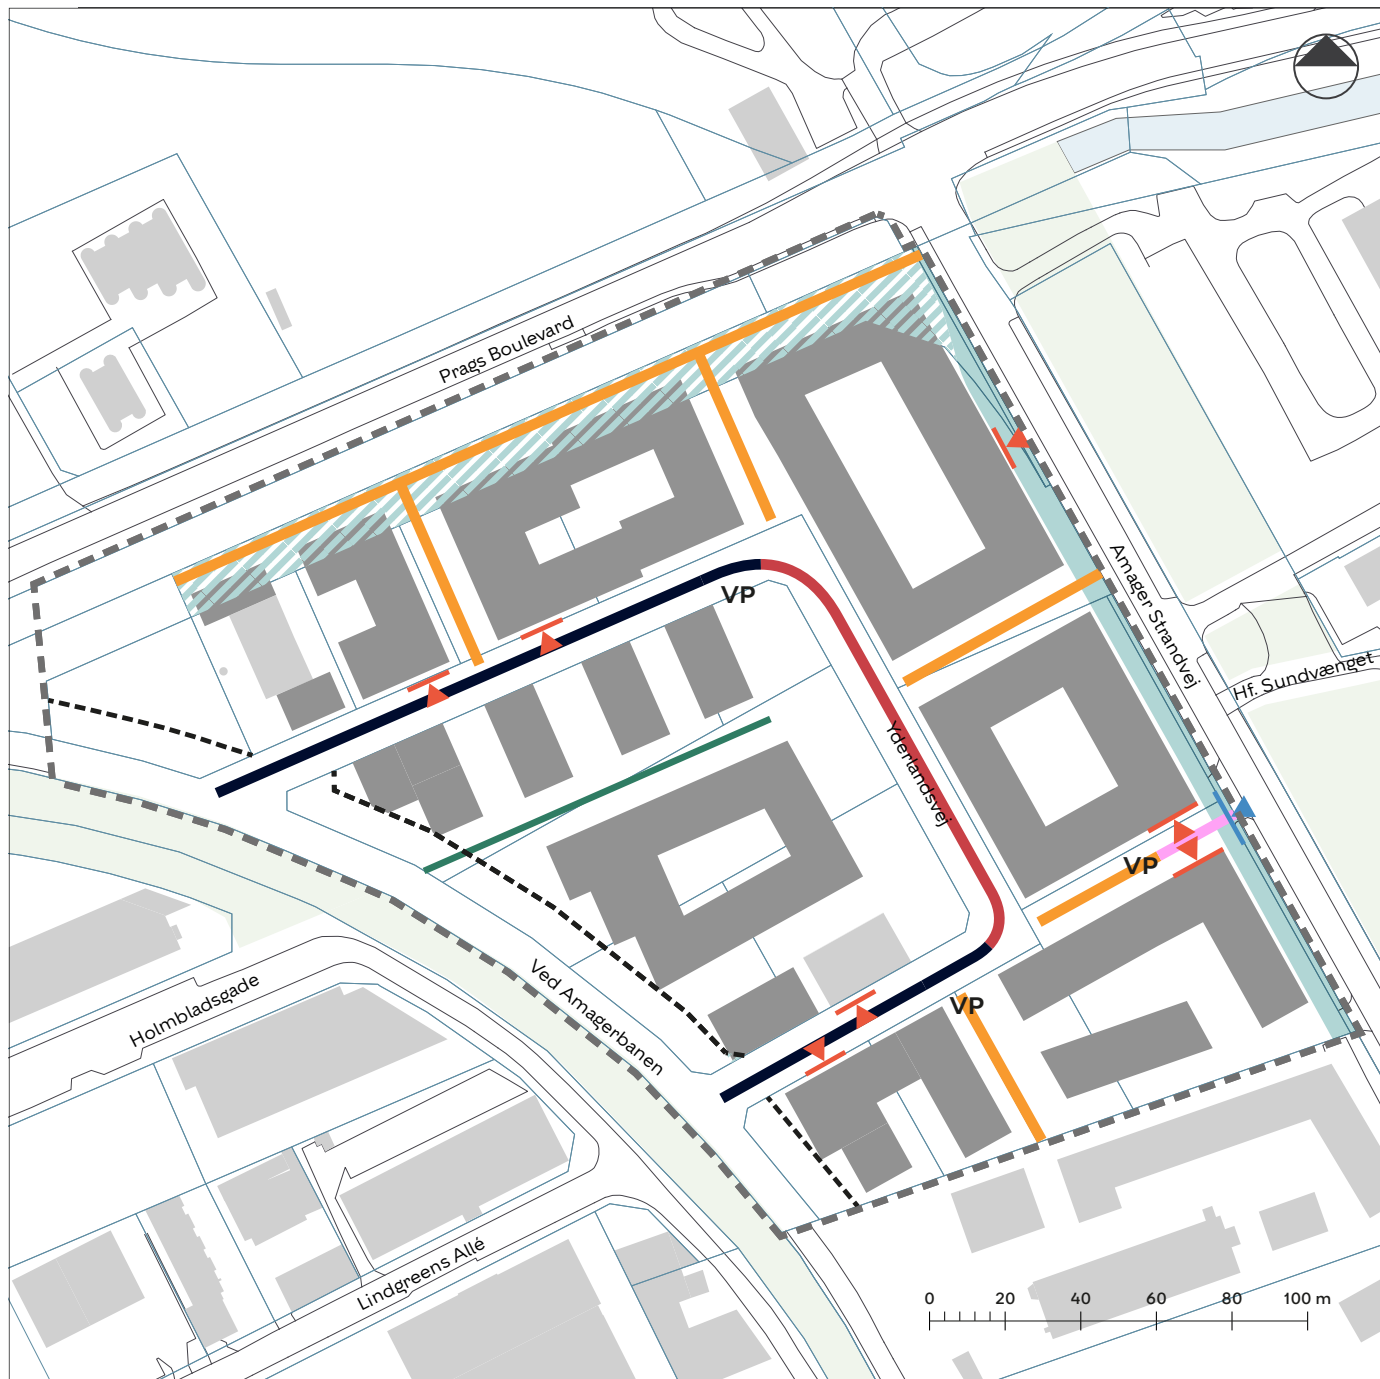 Prags Boulevard
VP
Amager Strandvej
Hf. Sundvænget
Yderlandsvej
VP
Ved Amagerbanen
VP
Holmbladsgade
Lindgreens Allé
0 20 40 60 80 100 m